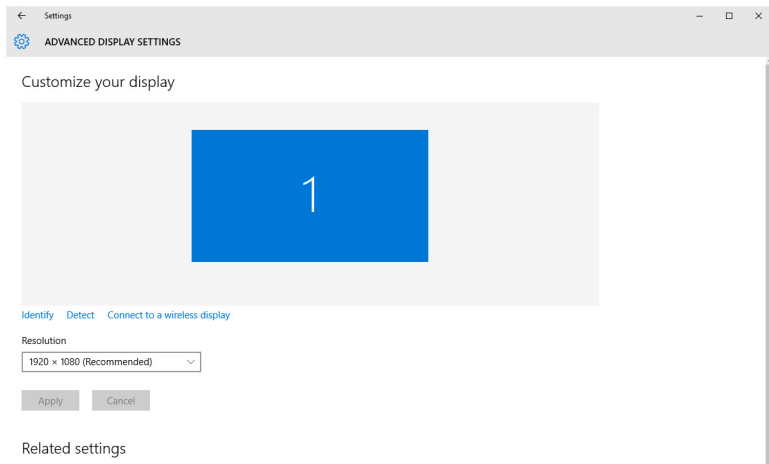 Settings
ADVANCED DISPLAY SETTINGS
Customize your display
1
Identify Detect Connect to a wireless display
Resolution
1920 × 1080 (Recommended)
Apply Cancel
Related settings